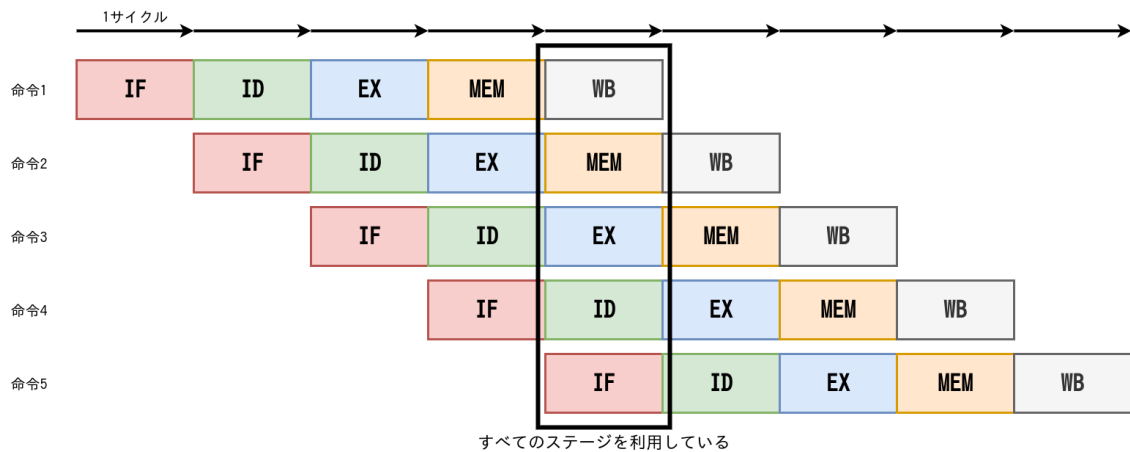 1サイクル
命令1 IF ID EX MEM WB
命令2 IF ID EX MEM WB
命令3 IF ID EX MEM WB
命令4 IF ID EX MEM WB
命令5 IF ID EX MEM WB
すべてのステージを利用している